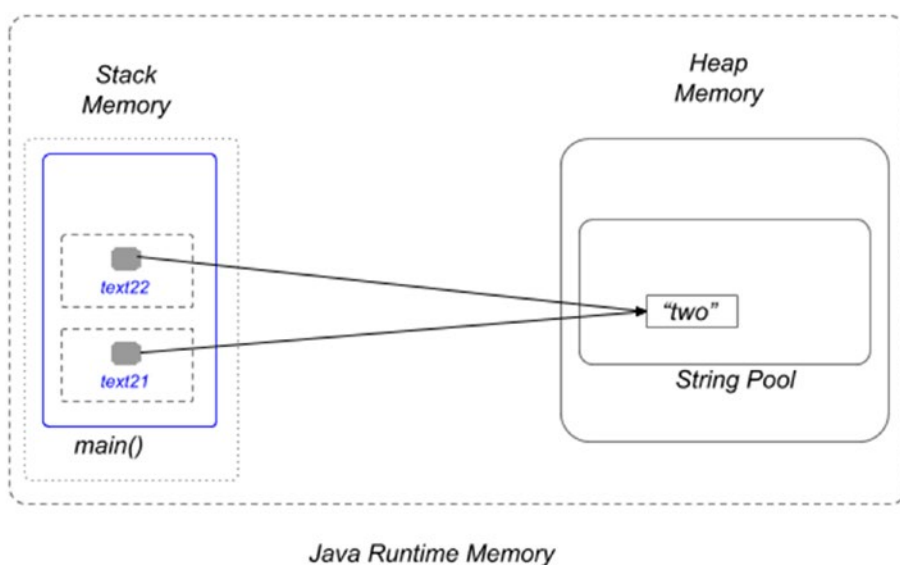 Stack
Memory
Heap
Memory
text22
text21
main()
“two”
String Pool
Java Runtime Memory